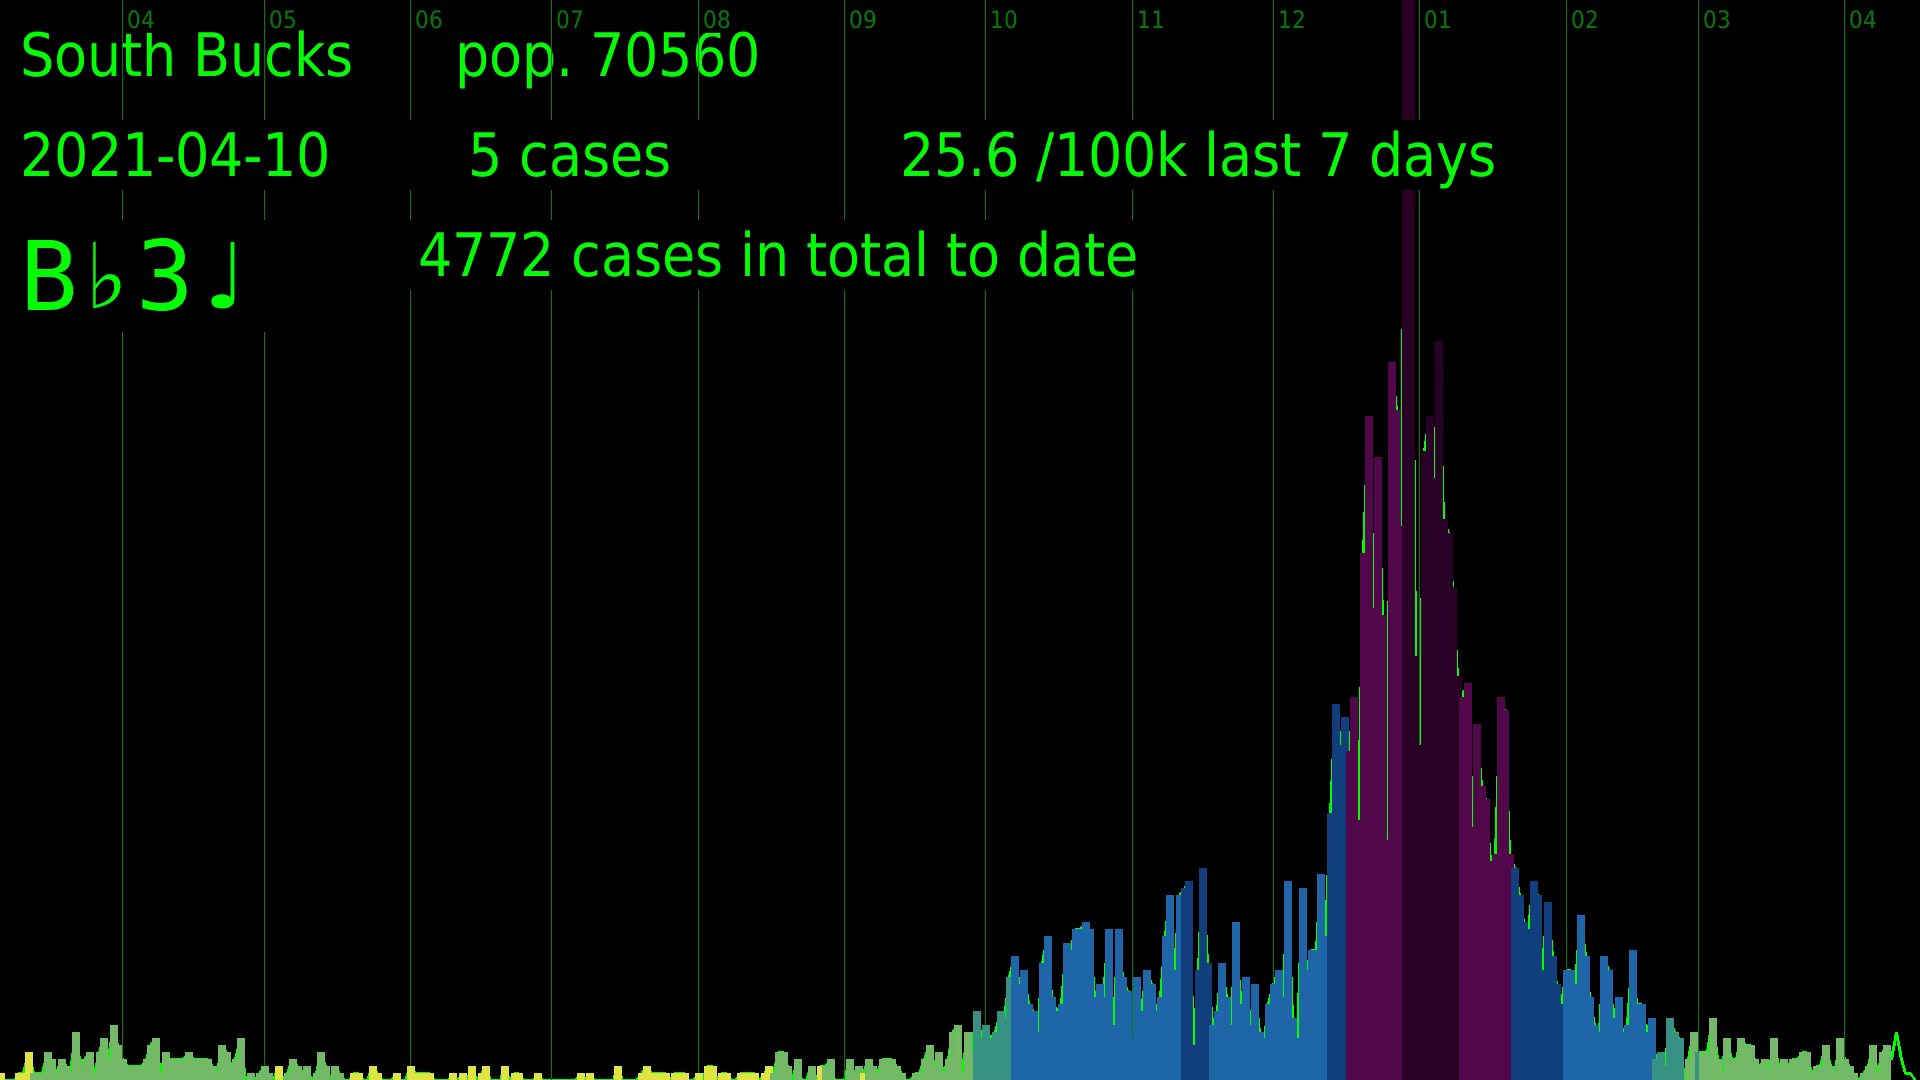 04 05 06 07 08 09 10 11 12 01 02 03 04
South Bucks pop. 70560
2021-04-10 5 cases 25.6 /100k last 7 days
B♭3♩ 4772 cases in total to date